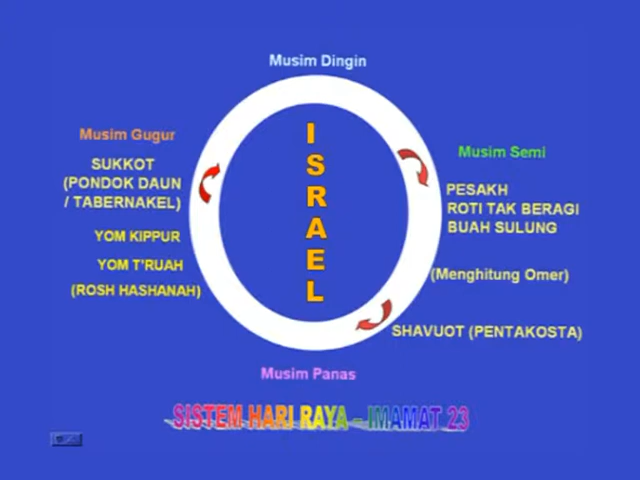 Musim Dingin
Musim Gugur
SUKKOT
(PONDOK DAUN
/ TABERNAKEL)
YOM KIPPUR
YOM T'RUAH
(ROSH HASHANAH)
ISRAEL
Musim Semi
PESAKH
ROTI TAK BERAGI
BUAH SULUNG
(Menghitung Omer)
SHAVUOT (PENTAKOSTA)
Musim Panas
SISTEM HARI RAYA – IMAMAT 23